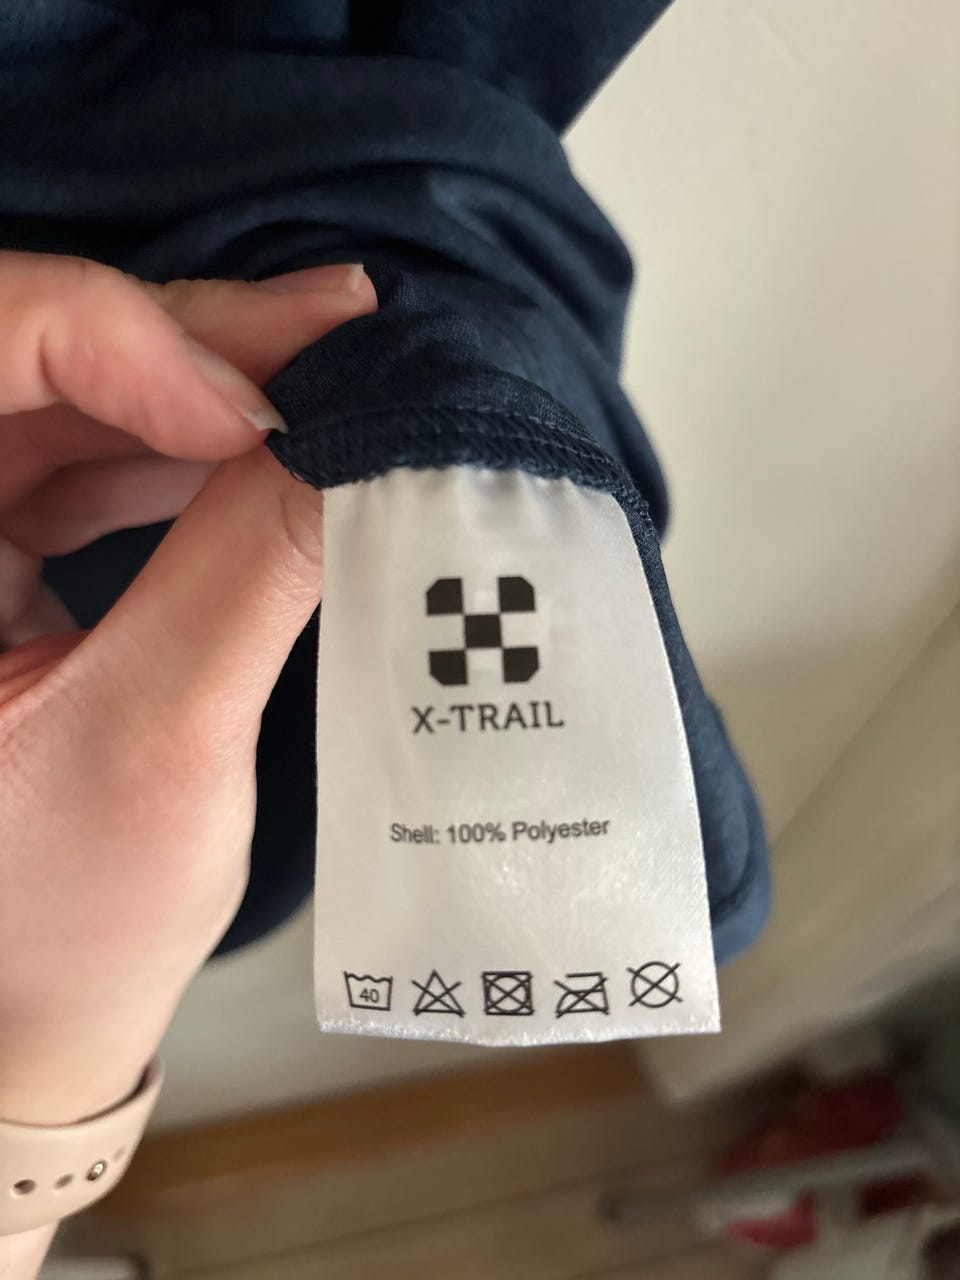 X-TRAIL
Shell: 100% Polyester
40